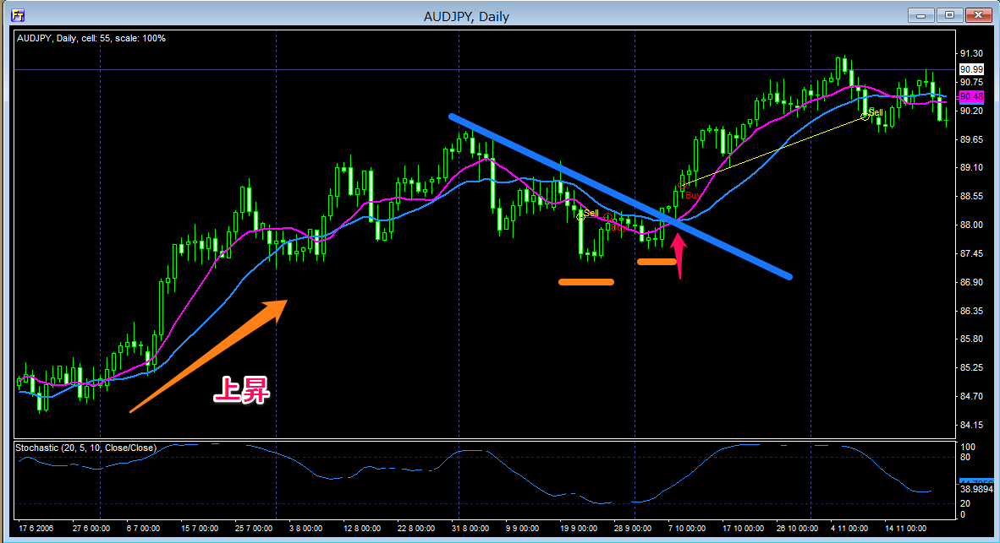 FT
AUDJPY, Daily
AUDJPY, Daily, cell: 55, scale: 100%
91.30
90.99
90.75
90.48
90.20
89.65
89.10
88.55
88.00
87.45
86.90
86.35
85.80
85.25
84.70
84.15
Sell
Buy
Sell
Buy
上昇
Stochastic (20, 5, 10, Close/Close)
100
80
38.9894
20
0
17 6 2006
27 6 00:00
6 7 00:00
15 7 00:00
25 7 00:00
3 8 00:00
12 8 00:00
22 8 00:00
31 8 00:00
9 9 00:00
19 9 00:00
28 9 00:00
7 10 00:00
17 10 00:00
26 10 00:00
4 11 00:00
14 11 00:00